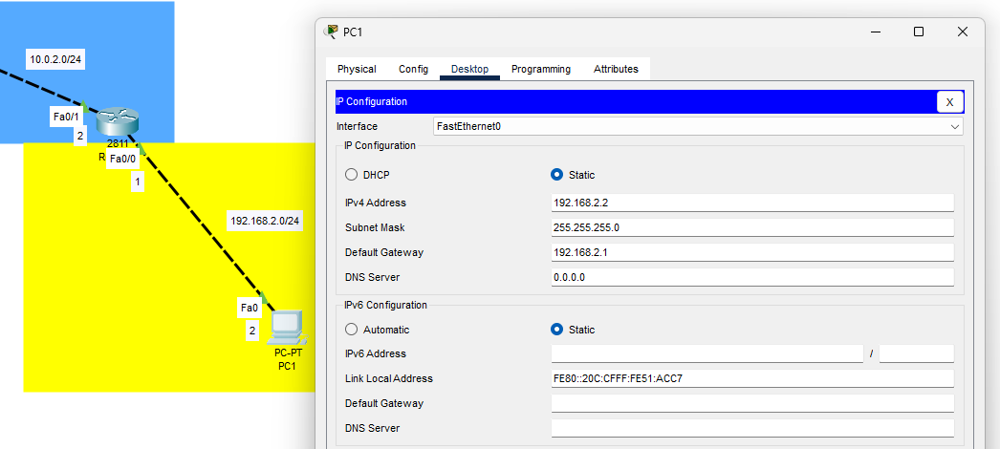 10.0.2.0/24
Fa0/1
2
2811
R
Fa0/0
1
192.168.2.0/24
Fa0
2
PC-PT
PC1
PC1
Physical Config Desktop Programming Attributes
IP Configuration X
Interface FastEthernet0
IP Configuration
DHCP Static
IPv4 Address 192.168.2.2
Subnet Mask 255.255.255.0
Default Gateway 192.168.2.1
DNS Server 0.0.0.0
IPv6 Configuration
Automatic Static
IPv6 Address /
Link Local Address FE80::20C:CFFF:FE51:ACC7
Default Gateway
DNS Server